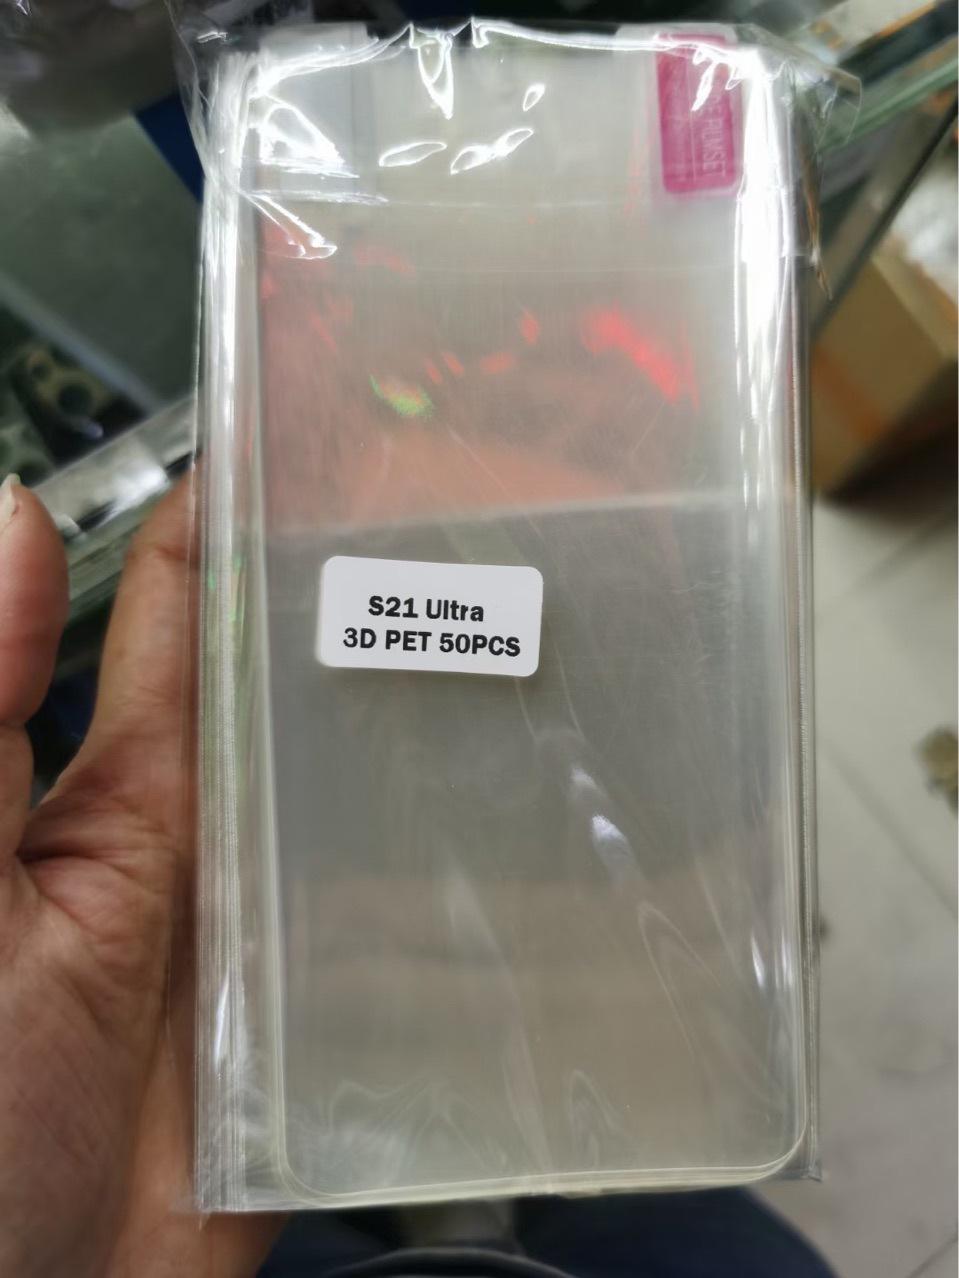 S21 Ultra
3D PET 50PCS